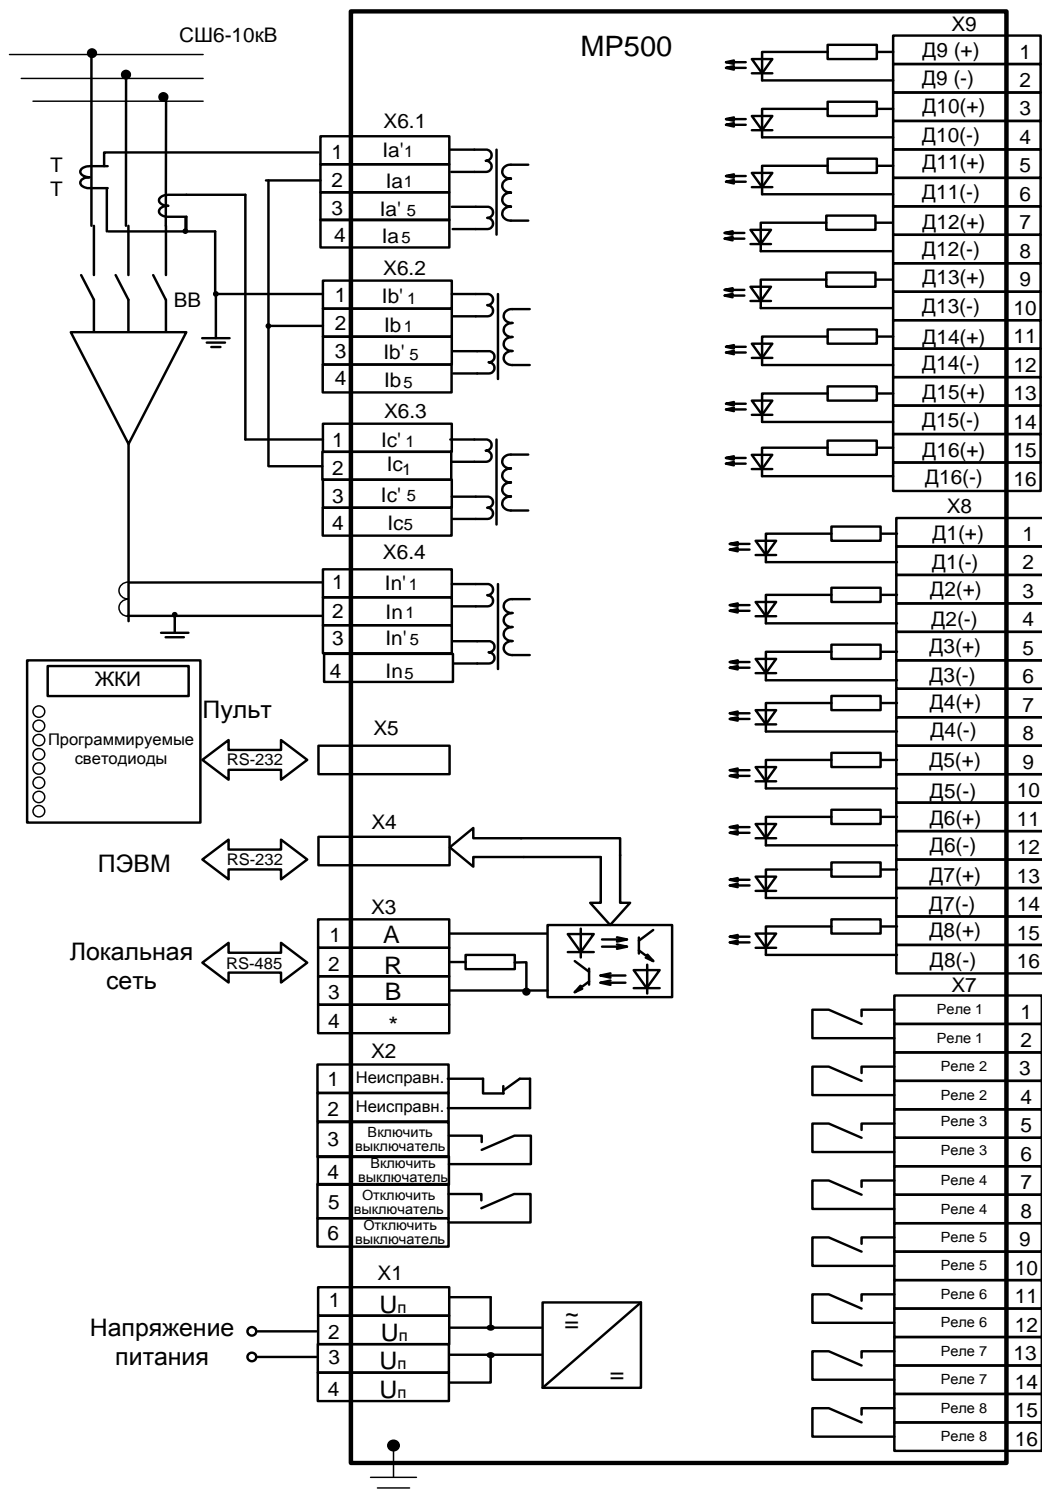 СШ6-10кВ
МР500
Т
Т
ВВ
X6.1
1 Ia'1
2 Ia1
3 Ia' 5
4 Ia5
X6.2
1 Ib' 1
2 Ib 1
3 Ib' 5
4 Ib5
X6.3
1 Ic' 1
2 Ic1
3 Ic' 5
4 Ic5
X6.4
1 In'1
2 In 1
3 In'5
4 In5
ЖКИ
Программируемые
светодиоды
Пульт
RS-232
X5
ПЭВМ
RS-232
X4
Локальная
сеть
RS-485
X3
1 A
2 R
3 B
4 *
X2
1 Неисправн.
2 Неисправн.
3 Включить
выключатель
4 Включить
выключатель
5 Отключить
выключатель
6 Отключить
выключатель
Напряжение
питания
X1
1 Uп
2 Uп
3 Uп
4 Uп
≅
=
X9
Д9 (+) 1
Д9 (-) 2
Д10(+) 3
Д10(-) 4
Д11(+) 5
Д11(-) 6
Д12(+) 7
Д12(-) 8
Д13(+) 9
Д13(-) 10
Д14(+) 11
Д14(-) 12
Д15(+) 13
Д15(-) 14
Д16(+) 15
Д16(-) 16
X8
Д1(+) 1
Д1(-) 2
Д2(+) 3
Д2(-) 4
Д3(+) 5
Д3(-) 6
Д4(+) 7
Д4(-) 8
Д5(+) 9
Д5(-) 10
Д6(+) 11
Д6(-) 12
Д7(+) 13
Д7(-) 14
Д8(+) 15
Д8(-) 16
X7
Реле 1 1
Реле 1 2
Реле 2 3
Реле 2 4
Реле 3 5
Реле 3 6
Реле 4 7
Реле 4 8
Реле 5 9
Реле 5 10
Реле 6 11
Реле 6 12
Реле 7 13
Реле 7 14
Реле 8 15
Реле 8 16